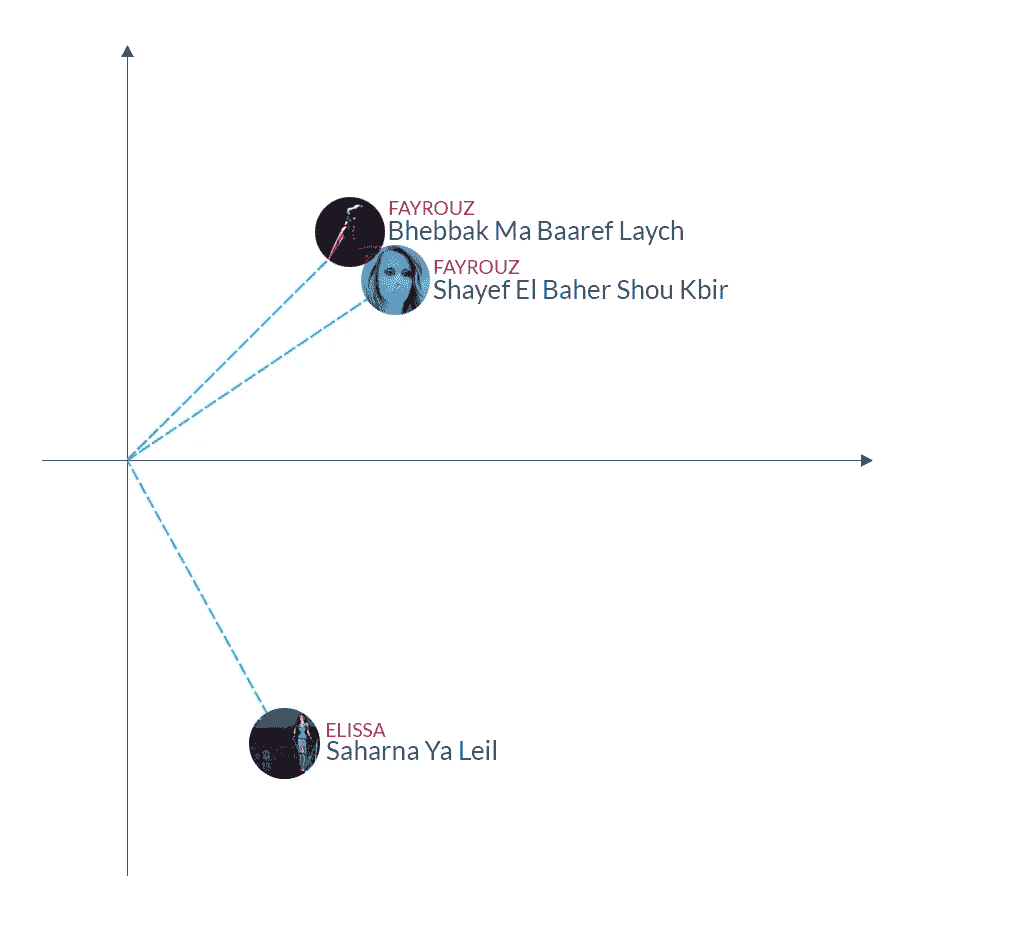 FAYROUZ
Bhebbak Ma Baaref Laych
FAYROUZ
Shayef El Baher Shou Kbir
ELISSA
Saharna Ya Leil